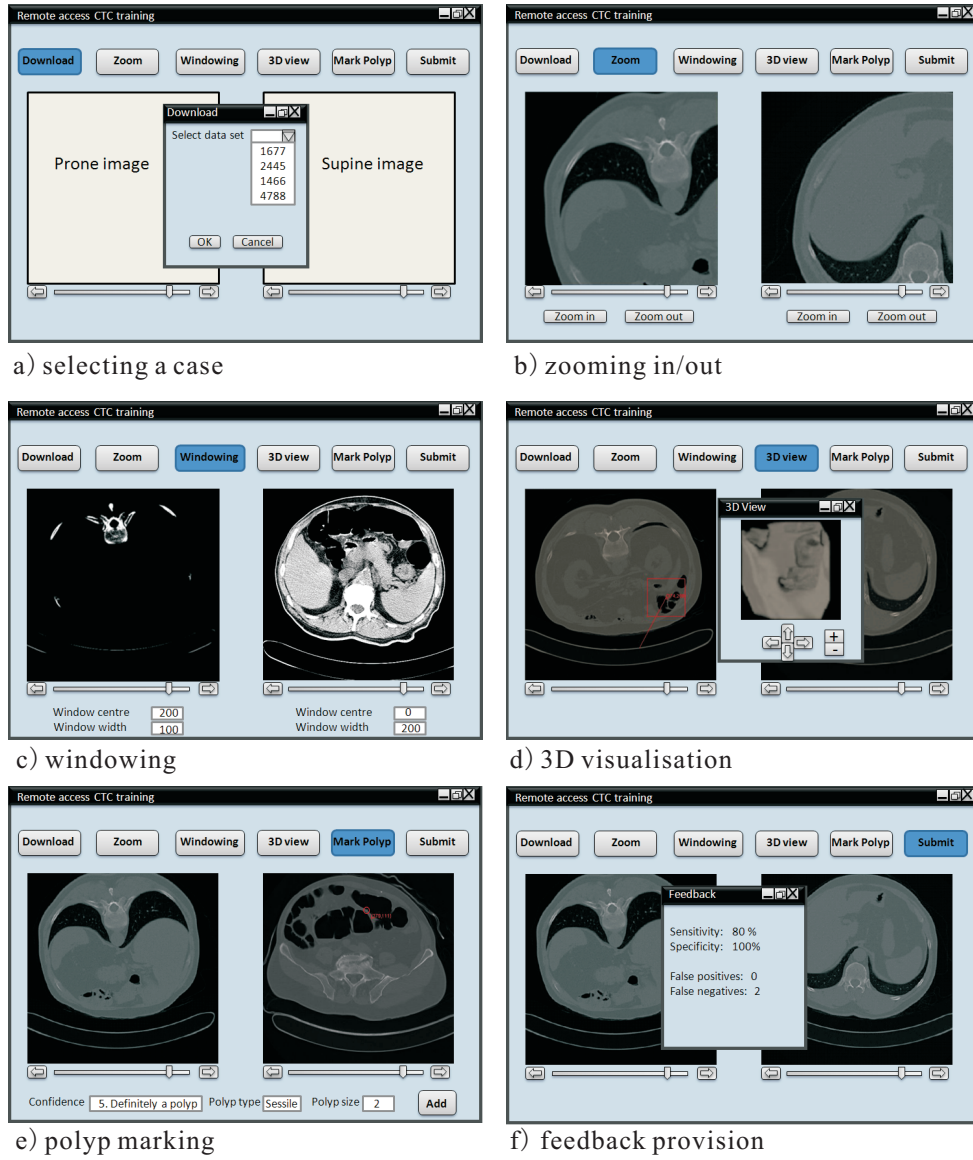 Remote access CTC training
Download Zoom Windowing 3D view Mark Polyp Submit
Prone image
Supine image
Download
Select data set
1677
2445
1466
4788
OK Cancel
a) selecting a case
Remote access CTC training
Download Zoom Windowing 3D view Mark Polyp Submit
Zoom in Zoom out Zoom in Zoom out
b) zooming in/out
Remote access CTC training
Download Zoom Windowing 3D view Mark Polyp Submit
Window centre 200
Window width 100
Window centre 0
Window width 200
c) windowing
Remote access CTC training
Download Zoom Windowing 3D view Mark Polyp Submit
3D View
+
-
d) 3D visualisation
Remote access CTC training
Download Zoom Windowing 3D view Mark Polyp Submit
Confidence 5. Definitely a polyp Polyp type Sessile Polyp size 2 Add
e) polyp marking
Remote access CTC training
Download Zoom Windowing 3D view Mark Polyp Submit
Feedback
Sensitivity: 80 %
Specificity: 100%
False positives: 0
False negatives: 2
f) feedback provision